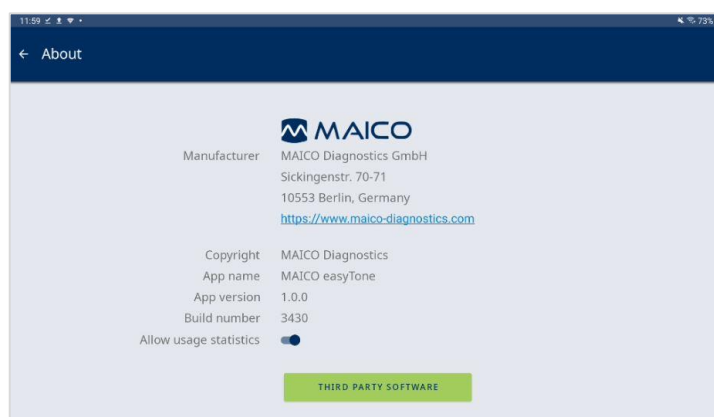 11:59
73%
← About
MAICO
Manufacturer MAICO Diagnostics GmbH
Sickingenstr. 70-71
10553 Berlin, Germany
https://www.maico-diagnostics.com
Copyright MAICO Diagnostics
App name MAICO easyTone
App version 1.0.0
Build number 3430
Allow usage statistics
THIRD PARTY SOFTWARE